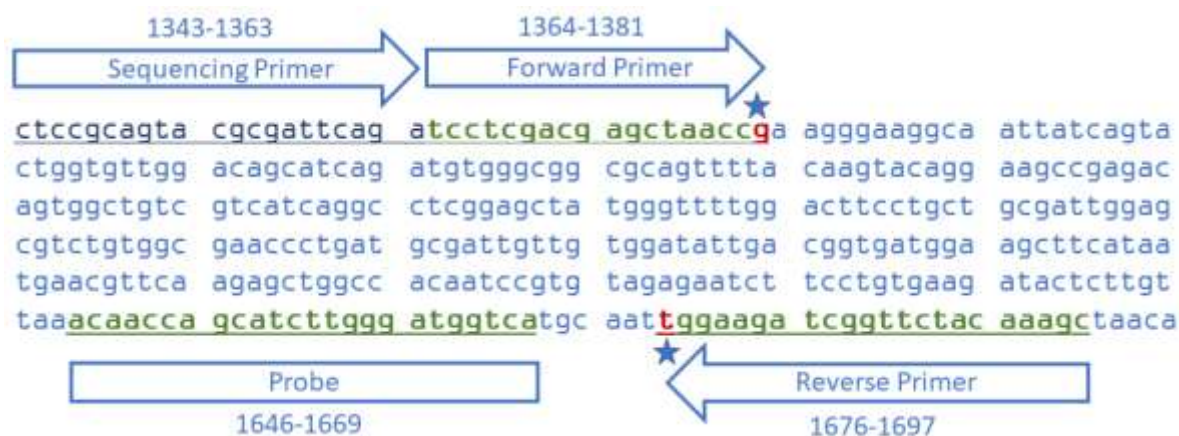 1343-1363 1364-1381
Sequencing Primer Forward Primer
ctccgcagta cgcgattcag atcctcgacg agctaaccga agggaaggca attatcagta
ctggtgttgg acagcatcag atgtgggcgg cgcagtttta caagtacagg aagccgagac
agtggctgtc gtcatcaggc ctcggagcta tgggttttgg acttcctgct gcgattggag
cgtctgtggc gaaccctgat gcgattgttg tggatattga cggtgatgga agcttcataa
tgaacgttca agagctggcc acaatccgtg tagagaatct tcctgtgaag atactcttgt
taaacaacca gcatcttggg atggtcatgc aattggaaga tcggttctac aaagctaaca
Probe Reverse Primer
1646-1669 1676-1697